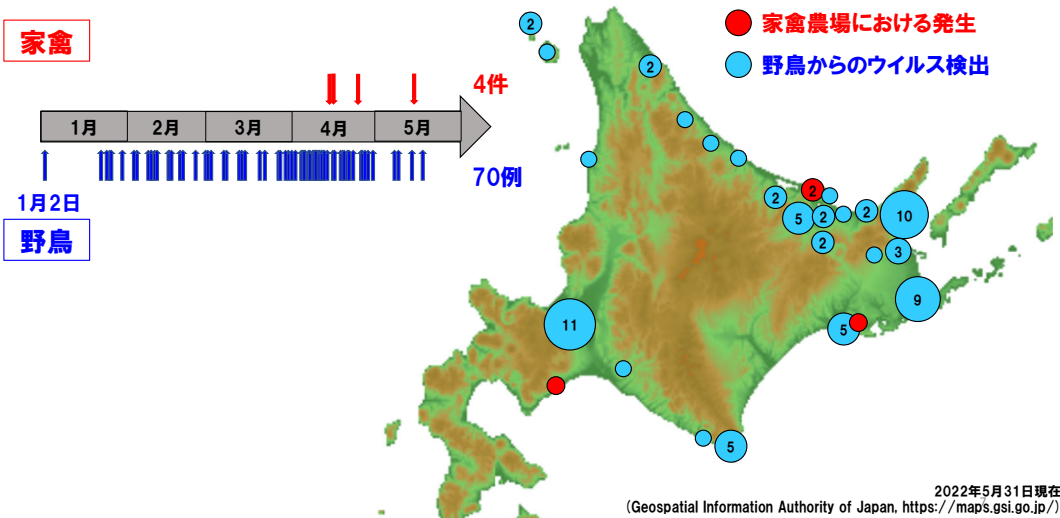 家禽
4件
1月 2月 3月 4月 5月
70例
1月2日
野鳥
家禽農場における発生
野鳥からのウイルス検出
2
2
2
2
5
2
2
10
2
3
9
5
11
5
2022年5月31日現在
7
(Geospatial Information Authority of Japan, https://maps.gsi.go.jp/)